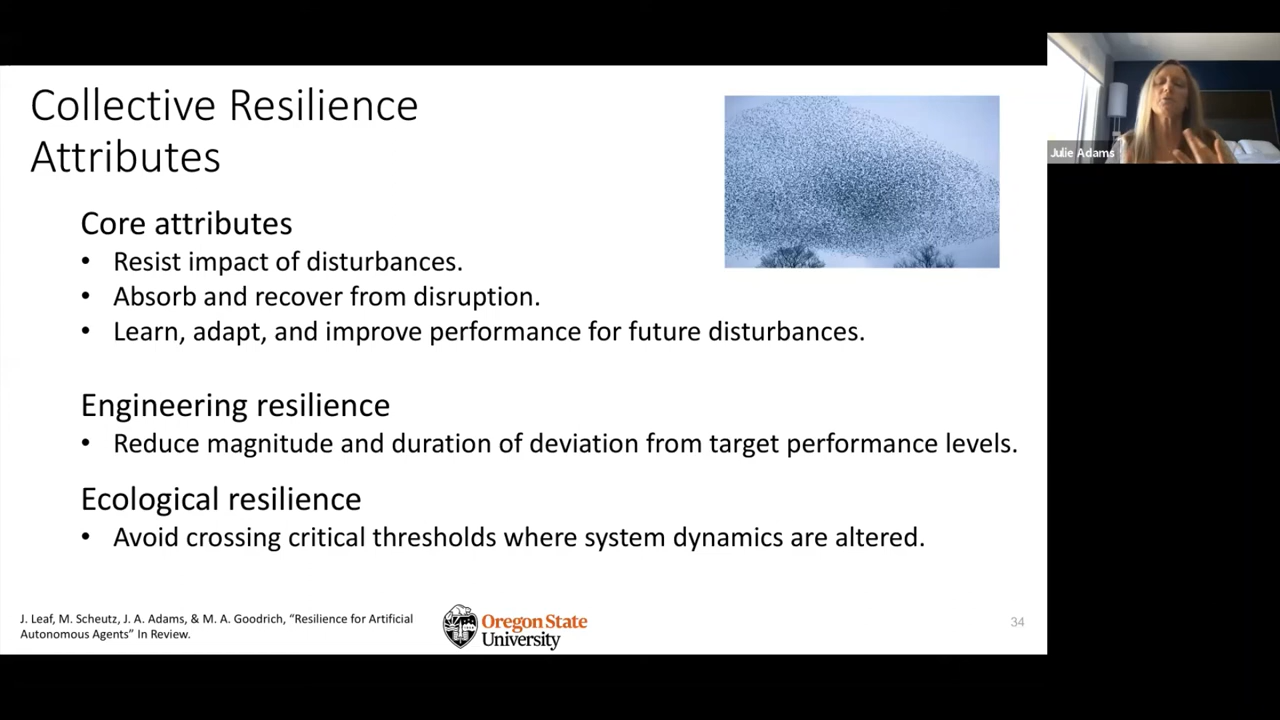 Collective Resilience
Attributes
Julie Adams
Core attributes
• Resist impact of disturbances.
• Absorb and recover from disruption.
• Learn, adapt, and improve performance for future disturbances.
Engineering resilience
• Reduce magnitude and duration of deviation from target performance levels.
Ecological resilience
• Avoid crossing critical thresholds where system dynamics are altered.
J. Leaf, M. Scheutz, J. A. Adams, & M. A. Goodrich, “Resilience for Artificial
Autonomous Agents” In Review.
Oregon State
University
34